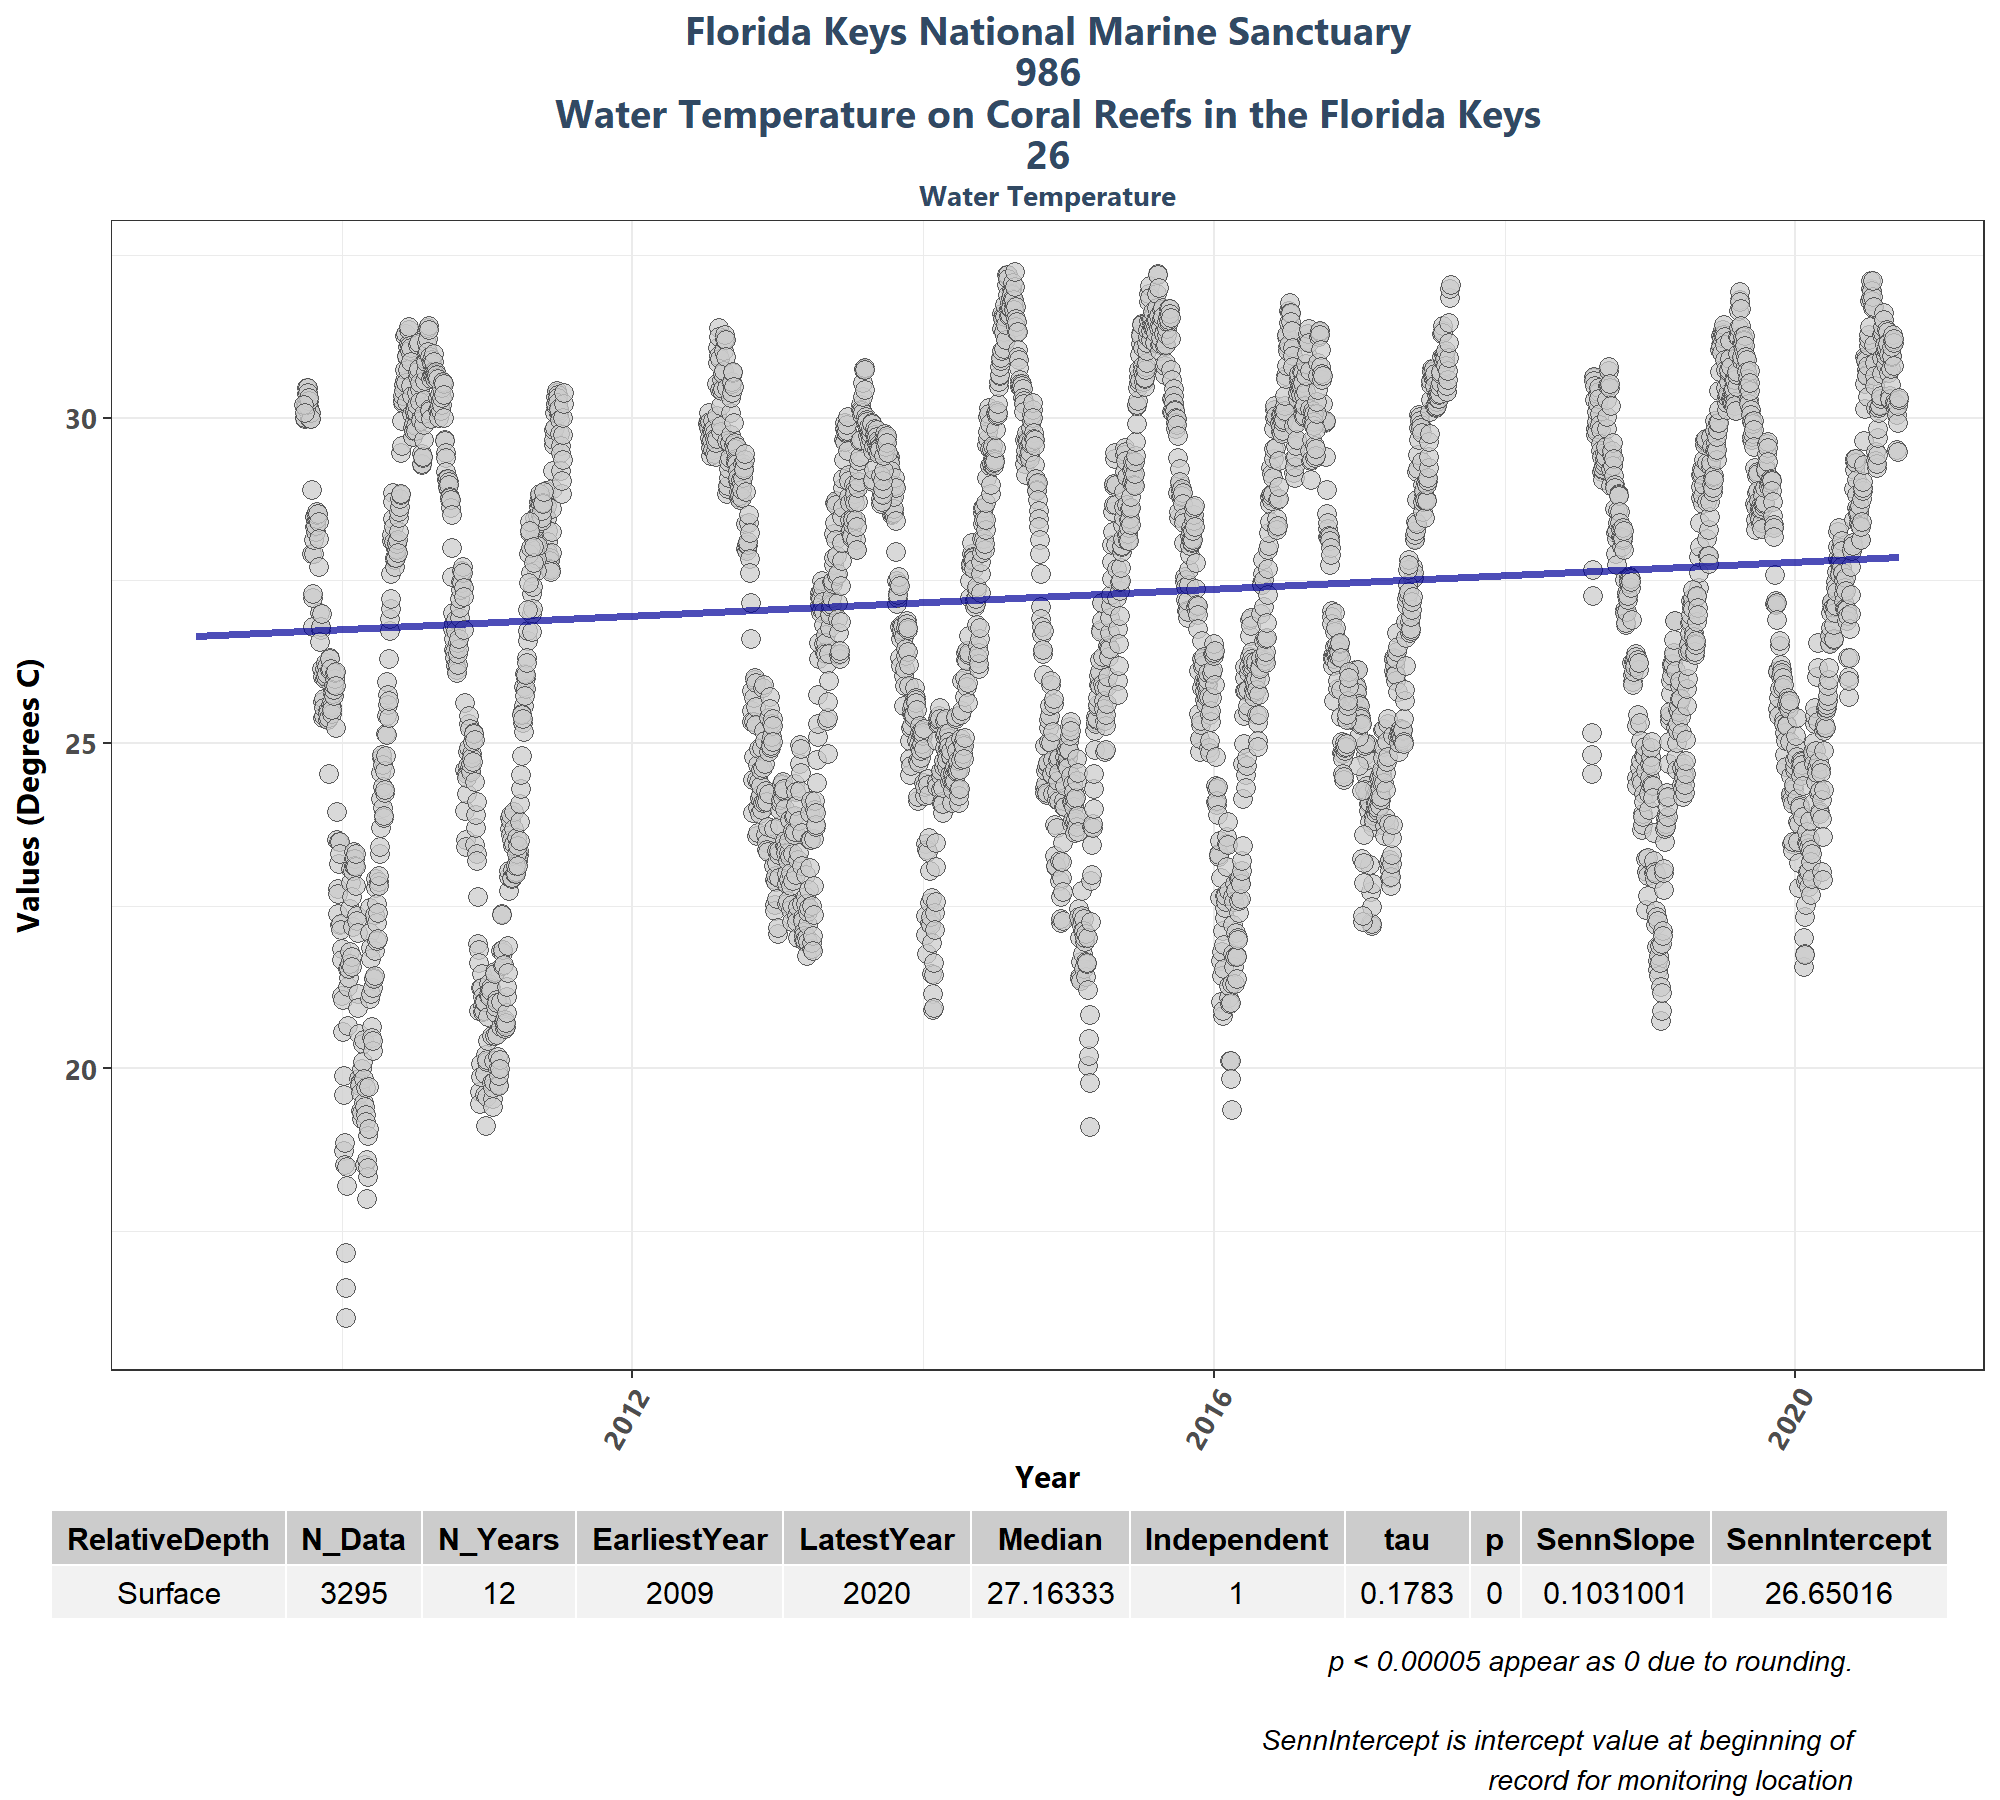 Florida Keys National Marine Sanctuary
986
Water Temperature on Coral Reefs in the Florida Keys
26
Water Temperature
Values (Degrees C)
30
25
20
2012
2016
2020
Year
RelativeDepth N_Data N_Years EarliestYear LatestYear Median Independent tau p SennSlope SennIntercept
Surface 3295 12 2009 2020 27.16333 1 0.1783 0 0.1031001 26.65016
p < 0.00005 appear as 0 due to rounding.
SennIntercept is intercept value at beginning of
record for monitoring location